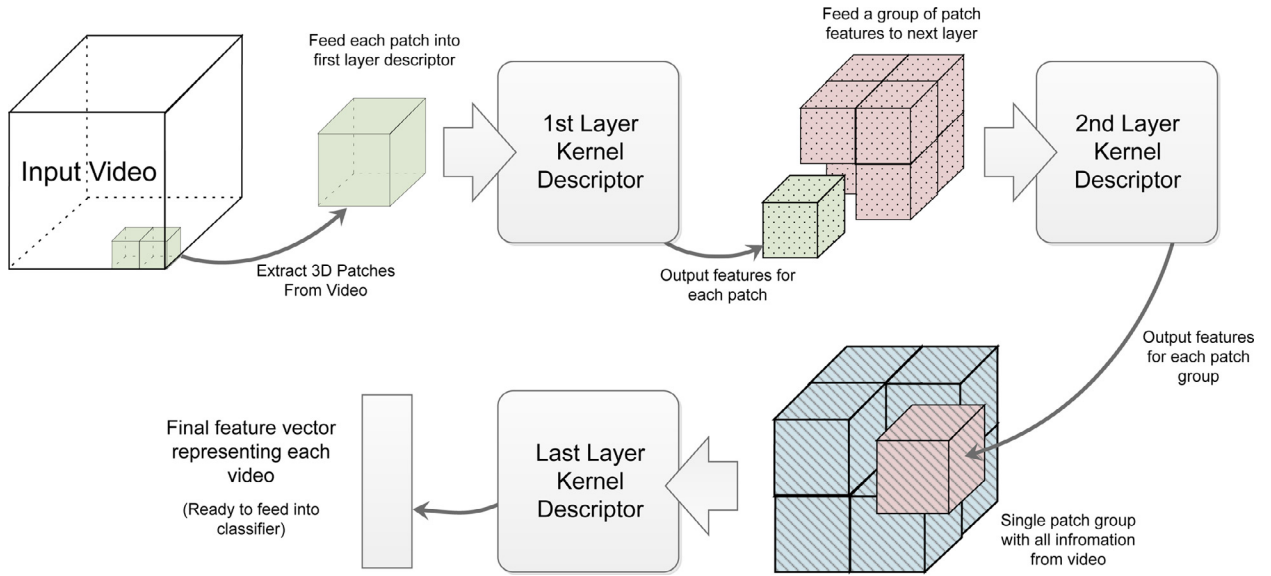 Feed each patch into
first layer descriptor
Feed a group of patch
features to next layer
Input Video
1st Layer
Kernel
Descriptor
2nd Layer
Kernel
Descriptor
Extract 3D Patches
From Video
Output features for
each patch
Output features
for each patch
group
Single patch group
with all infromation
from video
Last Layer
Kernel
Descriptor
Final feature vector
representing each
video
(Ready to feed into
classifier)